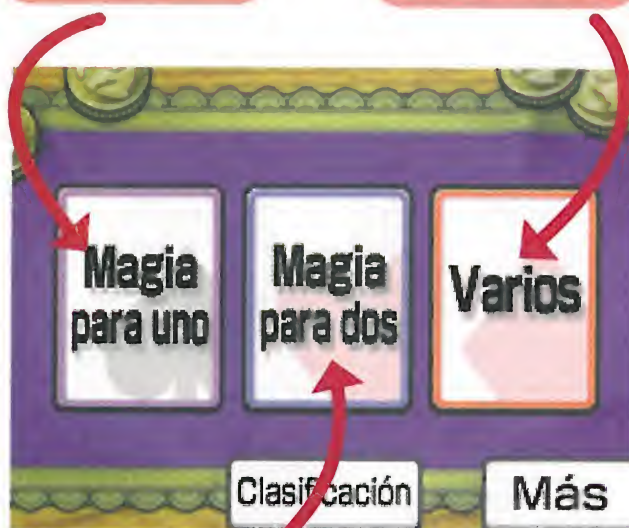 Magia
para uno
Magia
para dos
Varios
Clasificación
Más